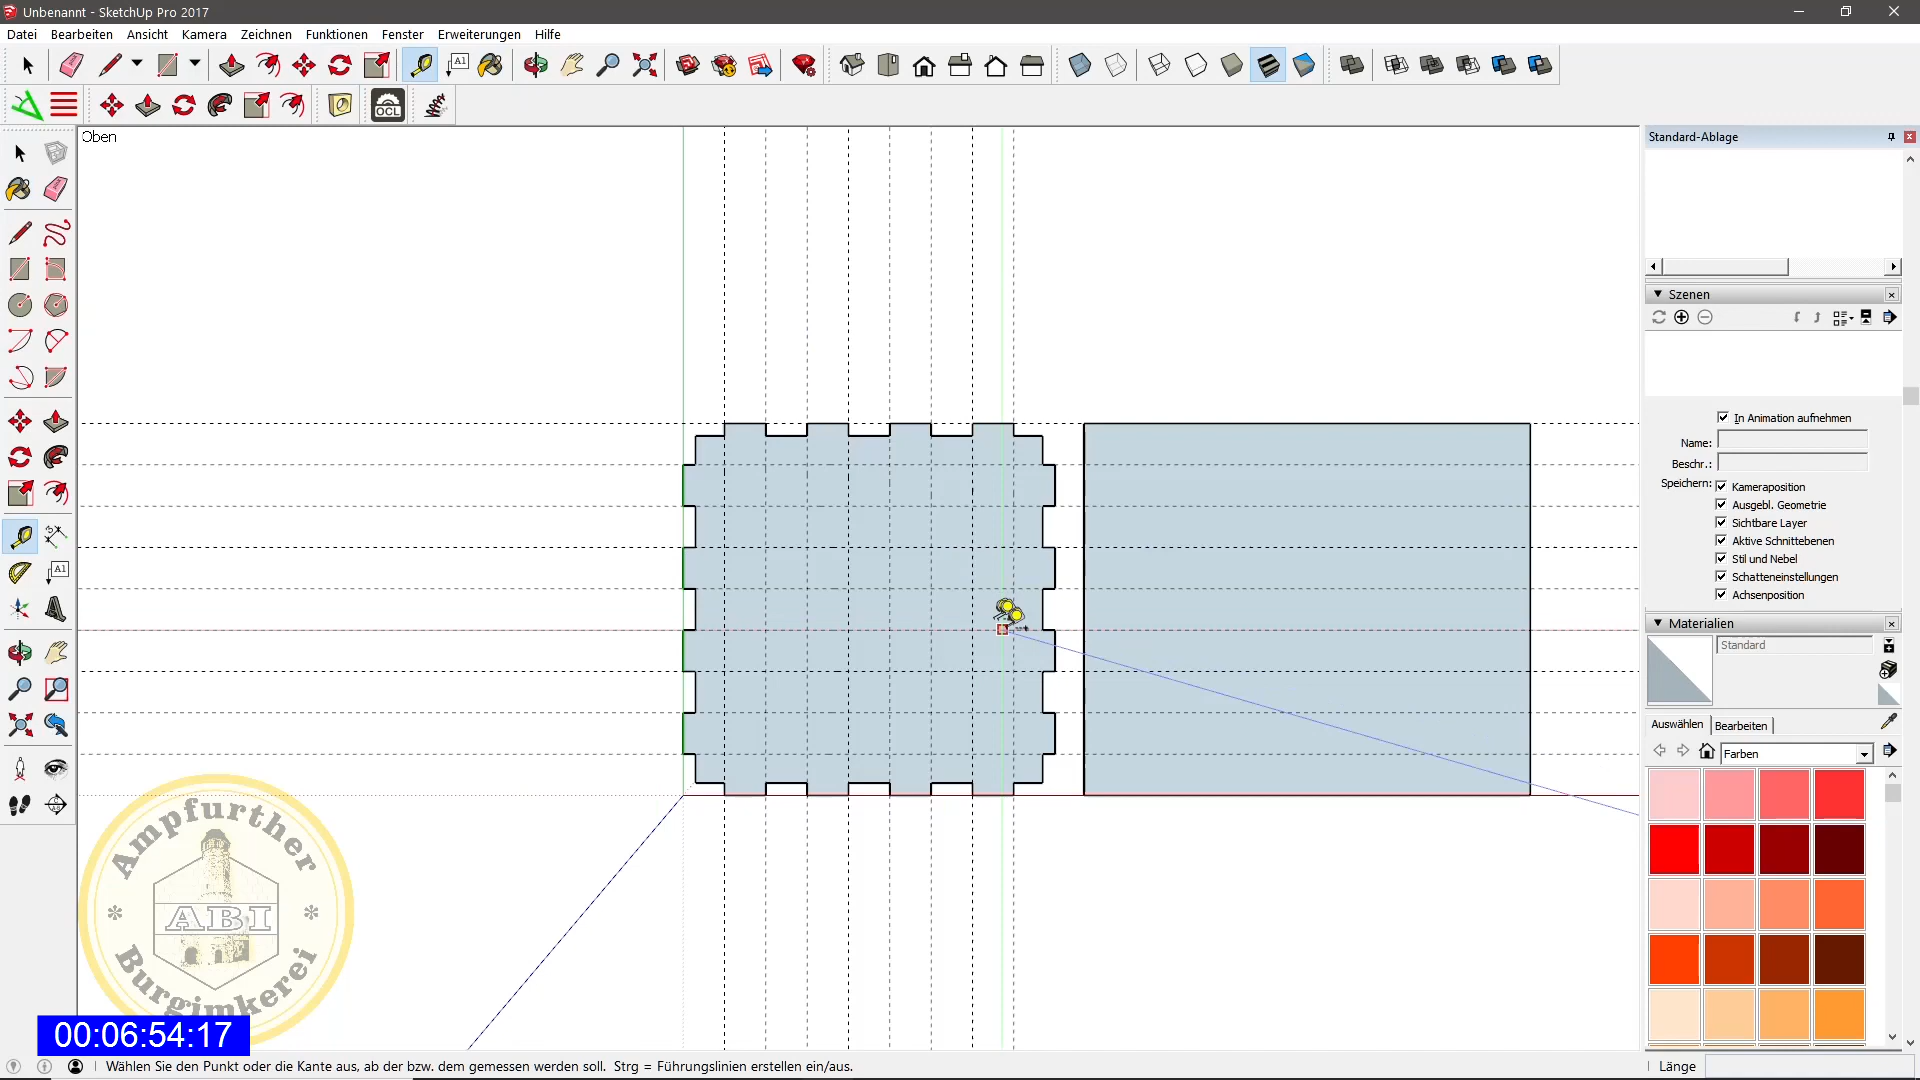 Unbenannt - SketchUp Pro 2017
Datei Bearbeiten Ansicht Kamera Zeichnen Funktionen Fenster Erweiterungen Hilfe
A1
OCL
Oben
Standard-Ablage
Szenen
In Animation aufnehmen
Name:
Beschr.:
Speichern:
Kameraposition
Ausgebl. Geometrie
Sichtbare Layer
Aktive Schnittebenen
Stil und Nebel
Schatteneinstellungen
Achsenposition
A1
Materialien
Standard
Auswählen Bearbeiten
Farben
Ampfurther
* ABI *
Burgimkerei
00:06:54:17
Wählen Sie den Punkt oder die Kante aus, ab der bzw. dem gemessen werden soll. Strg = Führungslinien erstellen ein/aus.
Länge